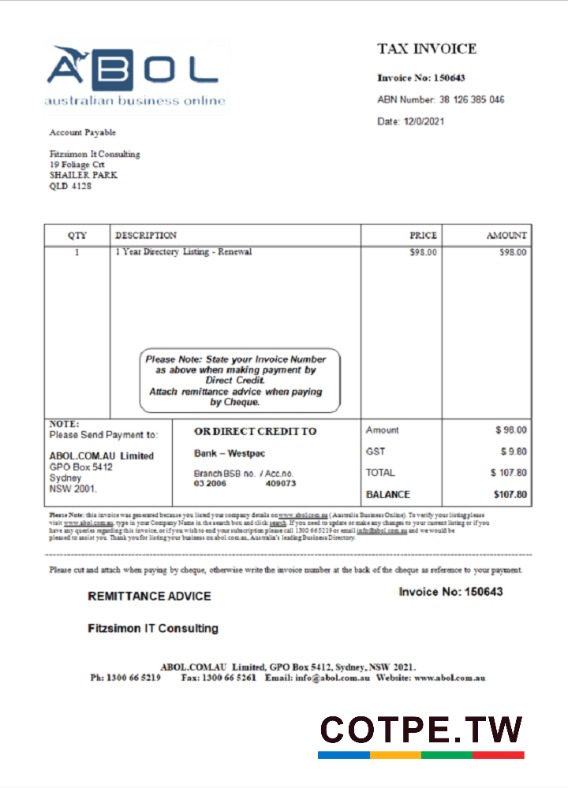 ABOL
australian business online
TAX INVOICE
Invoice No: 150643
ABN Number: 38 126 385 046
Date: 12/0/2021
Account Payable
Fitzsimon It Consulting
19 Foliage Crt
SHAILER PARK
QLD 4128
QTY DESCRIPTION PRICE AMOUNT
1 1 Year Directory Listing - Renewal $98.00 $98.00
Please Note: State your Invoice Number
as above when making payment by
Direct Credit.
Attach remittance advice when paying
by Cheque.
NOTE:
Please Send Payment to:
ABOL.COM.AU Limited
GPO Box 5412
Sydney
NSW 2001.
OR DIRECT CREDIT TO
Bank – Westpac
Branch BSB no. / Acc.no.
03 2006 409073
Amount $ 98.00
GST $ 9.80
TOTAL $ 107.80
BALANCE $107.80
Please Note: this invoice was generated because you listed your company details on www.abol.com.au ( Australia Business Online). To verify your listing please
visit www.abol.com.au, type in your Company Name in the search box and click search. If you need to update or make any changes to your current listing or if you
have any queries regarding this invoice, or if you wish to end your subscription please call 1300 66 5219 or email info@abol.com.au and we would be
pleased to assist you. Thank you for listing your business on abol.com.au, Australia's leading Business Directory.
Please cut and attach when paying by cheque, otherwise write the invoice number at the back of the cheque as reference to your payment.
REMITTANCE ADVICE
Invoice No: 150643
Fitzsimon IT Consulting
ABOL.COM.AU Limited, GPO Box 5412, Sydney, NSW 2021.
Ph: 1300 66 5219 Fax: 1300 66 5261 Email: info@abol.com.au Website: www.abol.com.au
COTPE.TW